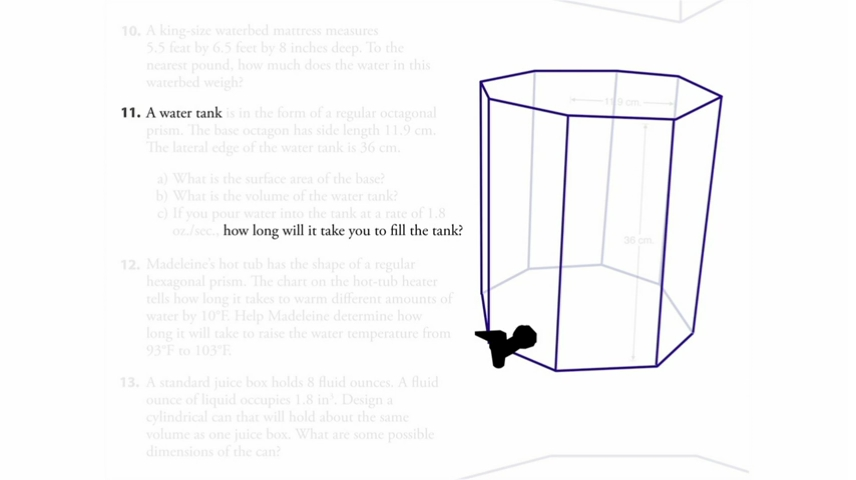 10. A king-size waterbed mattress measures
5.5 feat by 6.5 feet by 8 inches deep. To the
nearest pound, how much does the water in this
waterbed weigh?
11. A water tank is in the form of a regular octagonal
prism. The base octagon has side length 11.9 cm.
The lateral edge of the water tank is 36 cm.
a) What is the surface area of the base?
b) What is the volume of the water tank?
c) If you pour water into the tank at a rate of 1.8
oz./sec., how long will it take you to fill the tank?
12. Madeleine's hot tub has the shape of a regular
hexagonal prism. The chart on the hot-tub heater
tells how long it takes to warm different amounts of
water by 10°F. Help Madeleine determine how
long it will take to raise the water temperature from
93°F to 103°F.
13. A standard juice box holds 8 fluid ounces. A fluid
ounce of liquid occupies 1.8 in³. Design a
cylindrical can that will hold about the same
volume as one juice box. What are some possible
dimensions of the can?
11.9 cm.
36 cm.